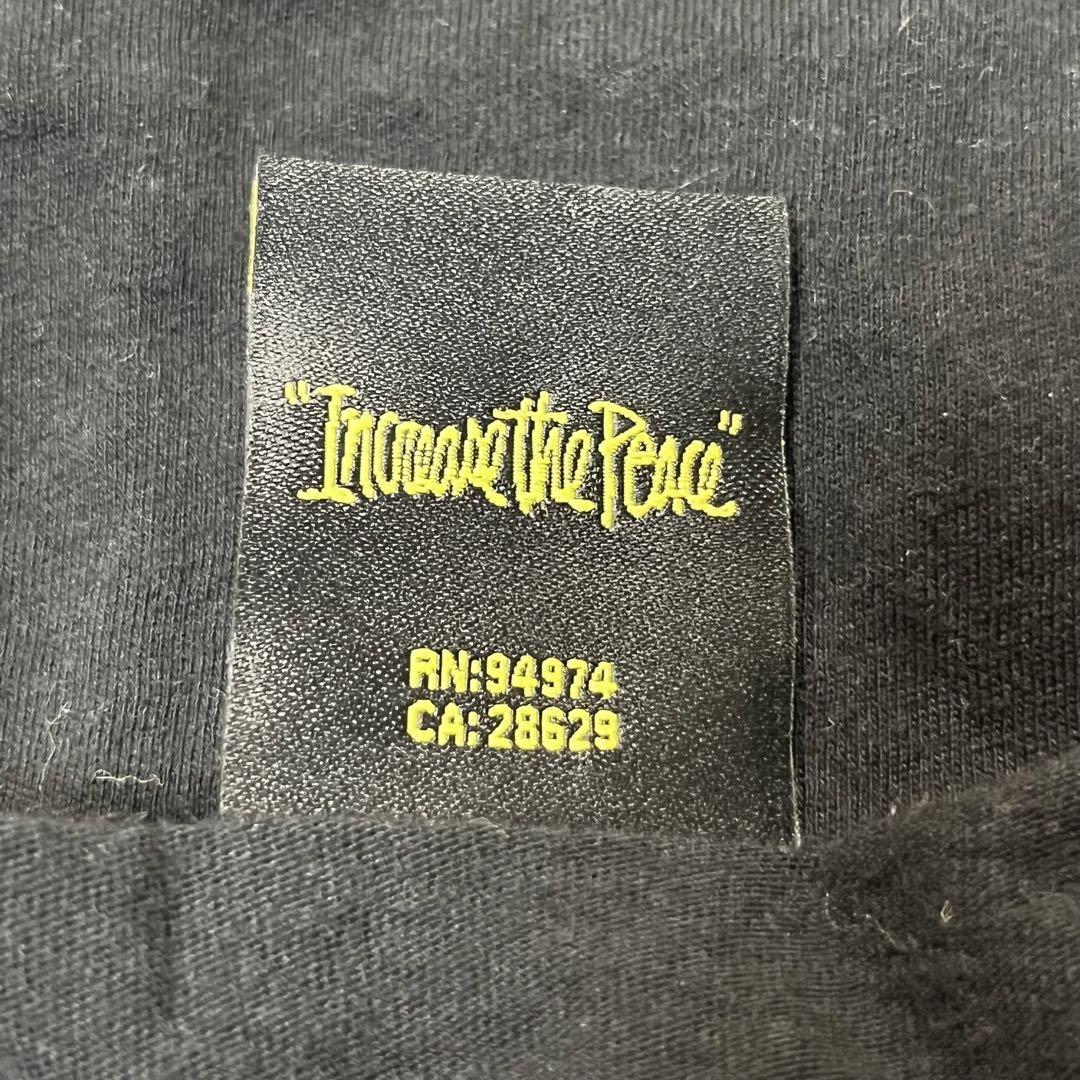 "Increase the Peace"
RN:94974
CA:28629